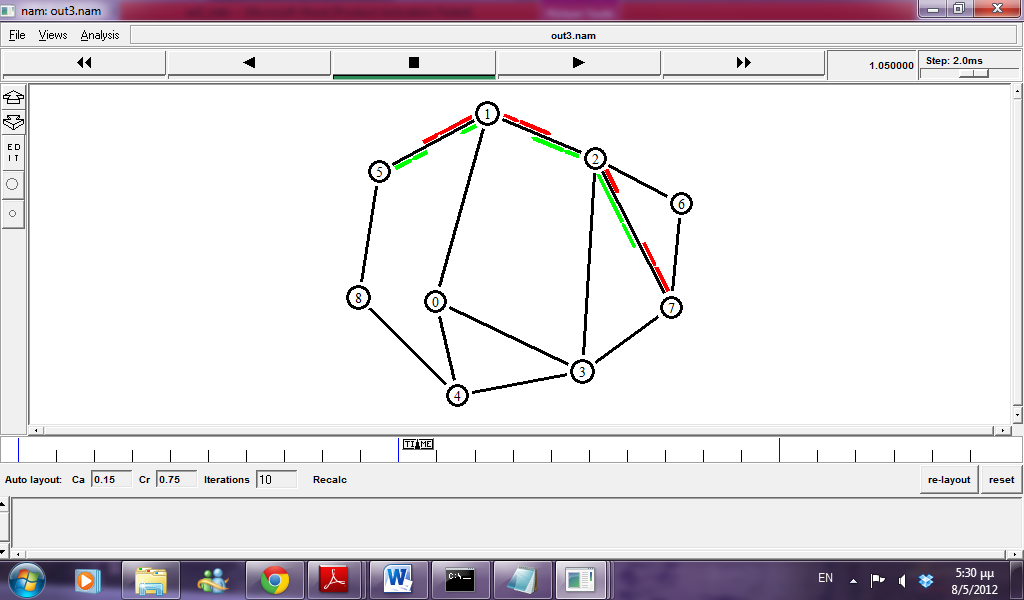 nam: out3.nam
File Views Analysis out3.nam
1.050000 Step: 2.0ms
ED
IT
1
2
5
6
8
0
7
3
4
TIME
Auto layout: Ca 0.15 Cr 0.75 Iterations 10 Recalc re-layout reset
C:\
W
EN
5:30 μμ
8/5/2012